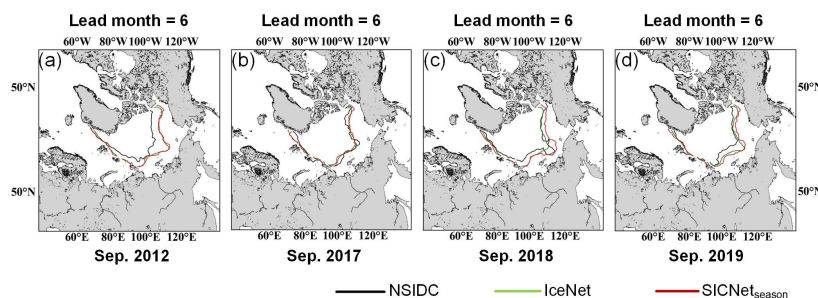 Lead month = 6 Lead month = 6 Lead month = 6 Lead month = 6
60°W 80°W 100°W 120°W 60°W 80°W 100°W 120°W 60°W 80°W 100°W 120°W 60°W 80°W 100°W 120°W
(a) (b) (c) (d)
50°N 50°N
50°N 50°N
60°E 80°E 100°E 120°E 60°E 80°E 100°E 120°E 60°E 80°E 100°E 120°E 60°E 80°E 100°E 120°E
Sep. 2012 Sep. 2017 Sep. 2018 Sep. 2019
NSIDC IceNet SICNetseason